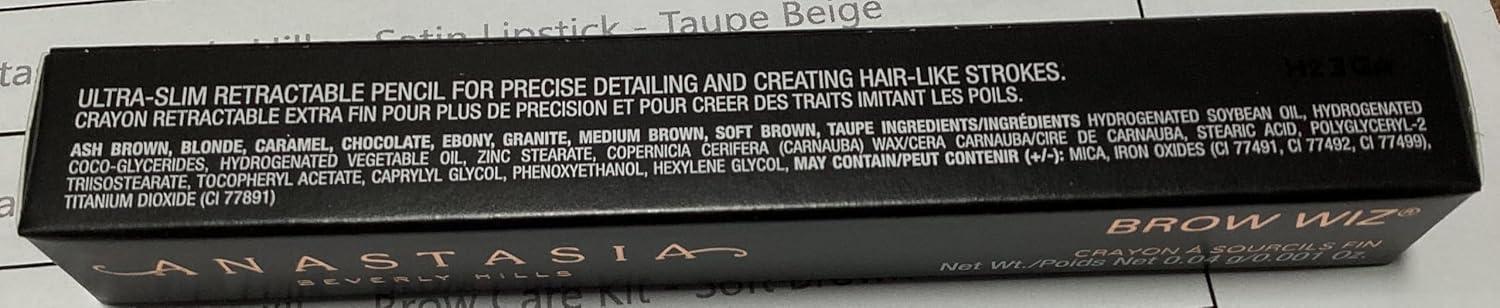 Satin Lipstick - Taupe Beige
ta
ULTRA-SLIM RETRACTABLE PENCIL FOR PRECISE DETAILING AND CREATING HAIR-LIKE STROKES.
CRAYON RETRACTABLE EXTRA FIN POUR PLUS DE PRECISION ET POUR CREER DES TRAITS IMITANT LES POILS.
ASH BROWN, BLONDE, CARAMEL, CHOCOLATE, EBONY, GRANITE, MEDIUM BROWN, SOFT BROWN, TAUPE INGREDIENTS/INGRÉDIENTS HYDROGENATED SOYBEAN OIL, HYDROGENATED
COCO-GLYCERIDES, HYDROGENATED VEGETABLE OIL, ZINC STEARATE, COPERNICIA CERIFERA (CARNAUBA) WAX/CERA CARNAUBA/CIRE DE CARNAUBA, STEARIC ACID, POLYGLYCERYL-2
TRIISOSTEARATE, TOCOPHERYL ACETATE, CAPRYLYL GLYCOL, PHENOXYETHANOL, HEXYLENE GLYCOL, MAY CONTAIN/PEUT CONTENIR (+/-): MICA, IRON OXIDES (CI 77491, CI 77492, CI 77499),
TITANIUM DIOXIDE (CI 77891)
a
ANASTASIA
BEVERLY HILLS
BROW WIZ®
CRAYON À SOURCILS FIN
Net Wt./Poids Net 0.04 g/0.001 Oz.
Brow Care Kit - Soft Brown